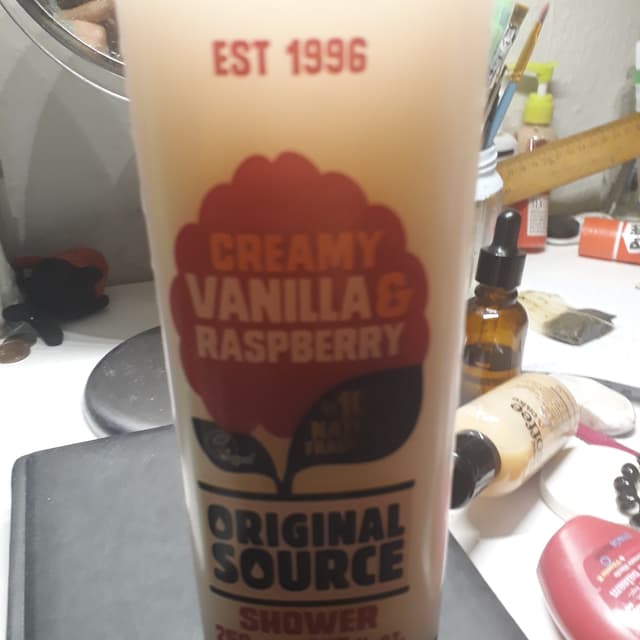 EST 1996
CREAMY
VANILLA &
RASPBERRY
ORIGINAL
SOURCE
SHOWER